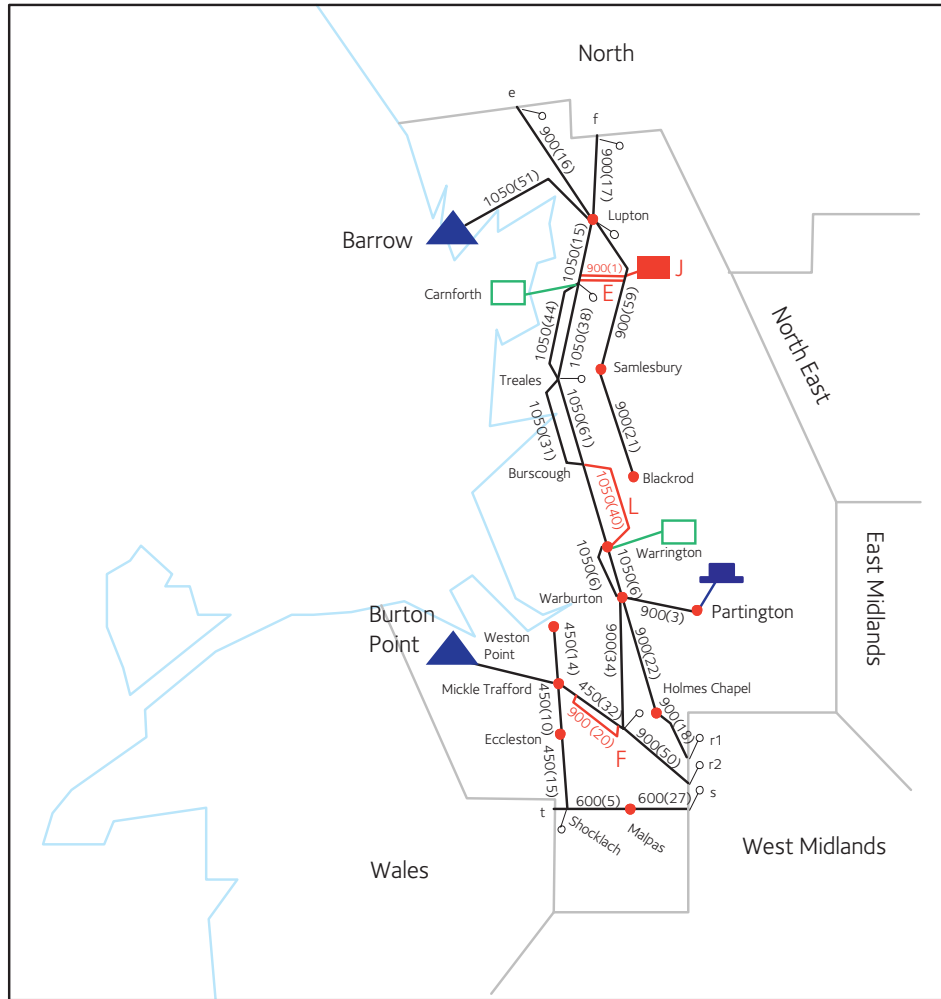 North
e
f
900(16)
900(17)
1050(51)
Lupton
Barrow
1050(15)
900(1)
J
Carnforth
E
900(59)
1050(44)
1050(38)
North East
Samlesbury
Treales
1050(61)
1050(31)
900(21)
Burscough
Blackrod
1050(40)
L
Warrington
1050(6)
1050(6)
East Midlands
Warburton
900(3)
Partington
Burton
Point
Weston
Point
450(14)
900(34)
900(22)
Mickle Trafford
450(32)
Holmes Chapel
450(10)
900 (20)
900(18)
Eccleston
F
900(50)
r1
r2
450(15)
s
t
600(5)
600(27)
Shocklach
Malpas
West Midlands
Wales